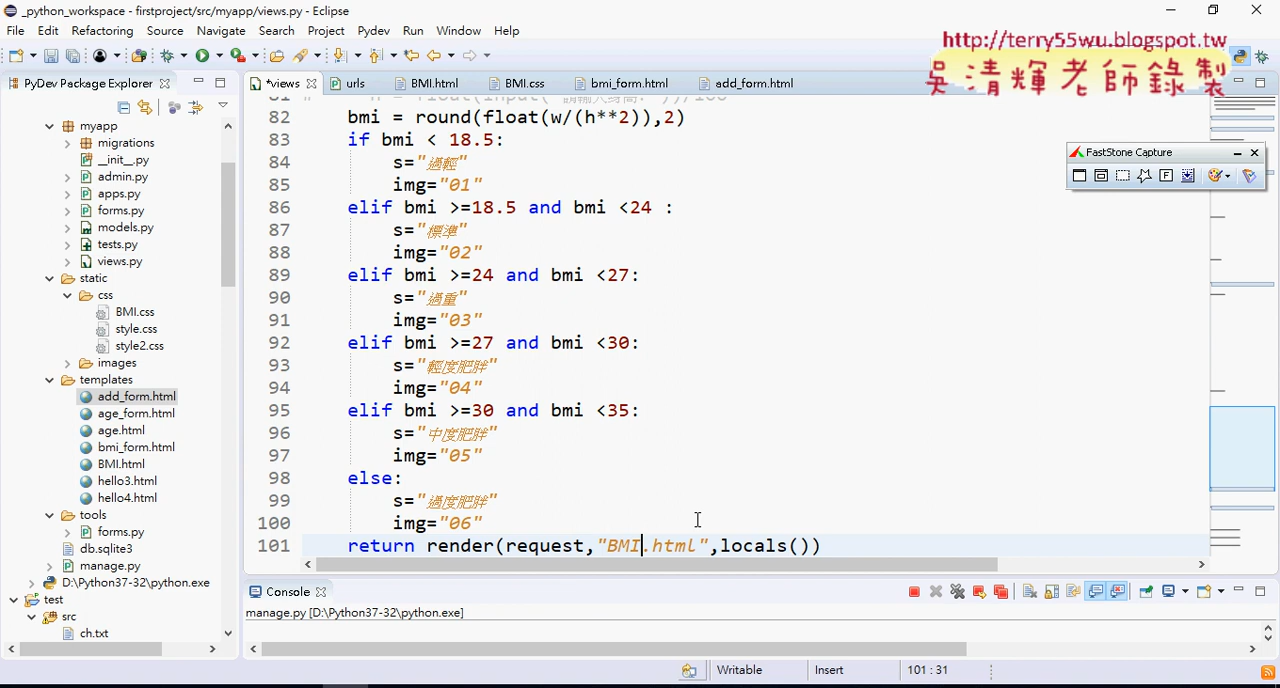 _python_workspace - firstproject/src/myapp/views.py - Eclipse
File Edit Refactoring Source Navigate Search Project Pydev Run Window Help
http://terry55wu.blogspot.tw
吳清輝老師錄製
PyDev Package Explorer
*views urls BMI.html BMI.css bmi_form.html add_form.html
FastStone Capture
myapp
migrations
__init__.py
admin.py
apps.py
forms.py
models.py
tests.py
views.py
static
css
BMI.css
style.css
style2.css
images
templates
add_form.html
age_form.html
age.html
bmi_form.html
BMI.html
hello3.html
hello4.html
tools
forms.py
db.sqlite3
manage.py
D:\Python37-32\python.exe
test
src
ch.txt
82 bmi = round(float(w/(h**2)),2)
83 if bmi < 18.5:
84 s="過輕"
85 img="01"
86 elif bmi >=18.5 and bmi <24 :
87 s="標準"
88 img="02"
89 elif bmi >=24 and bmi <27:
90 s="過重"
91 img="03"
92 elif bmi >=27 and bmi <30:
93 s="輕度肥胖"
94 img="04"
95 elif bmi >=30 and bmi <35:
96 s="中度肥胖"
97 img="05"
98 else:
99 s="過度肥胖"
100 img="06"
101 return render(request,"BMI.html",locals())
Console
manage.py [D:\Python37-32\python.exe]
Writable Insert 101 : 31